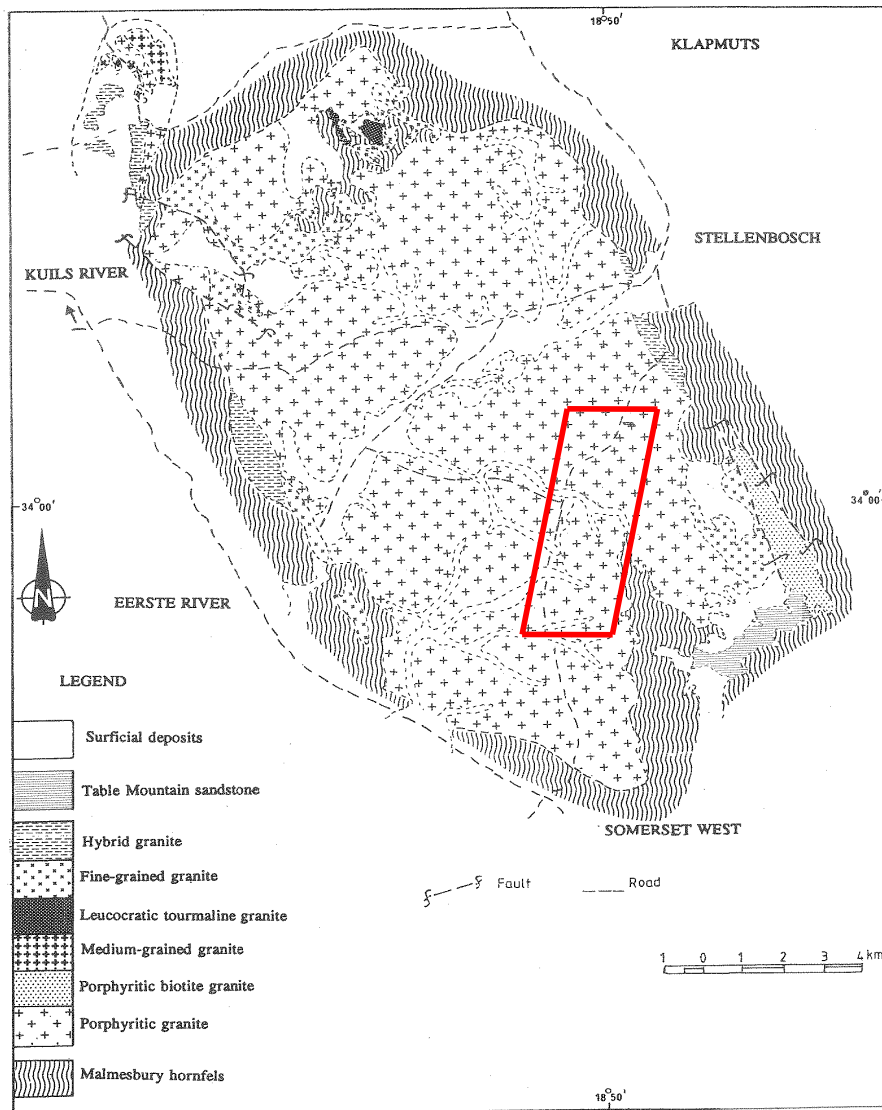 18°50'
KLAPMUTS
STELLENBOSCH
KUILS RIVER
34°00'
34°00'
N
EERSTE RIVER
LEGEND
Surficial deposits
Table Mountain sandstone
Hybrid granite
Fine-grained granite
Leucocratic tourmaline granite
Medium-grained granite
Porphyritic biotite granite
Porphyritic granite
Malmesbury hornfels
SOMERSET WEST
Fault
Road
1 0 1 2 3 4 km
18°50'